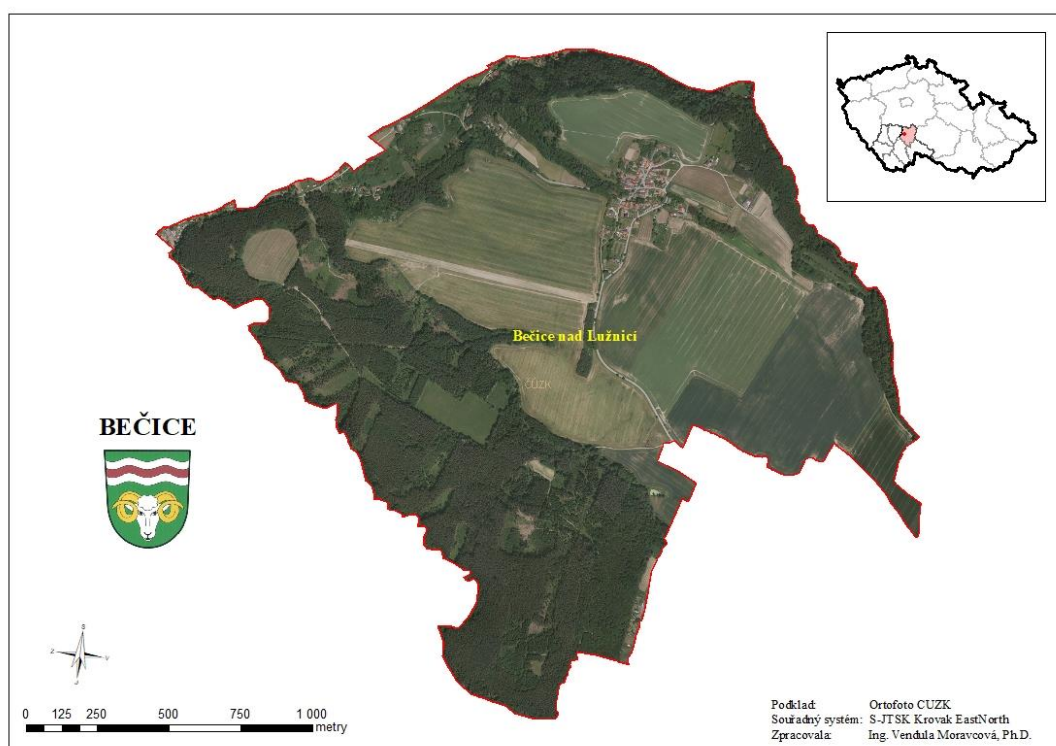 Bečice nad Lužnicí
ČÚZK
BEČICE
S
Z
V
J
0 125 250 500 750 1 000
metry
Podklad: Ortofoto CUZK
Souřadný systém: S-JTSK Krovak EastNorth
Zpracovala: Ing. Vendula Moravcová, Ph.D.